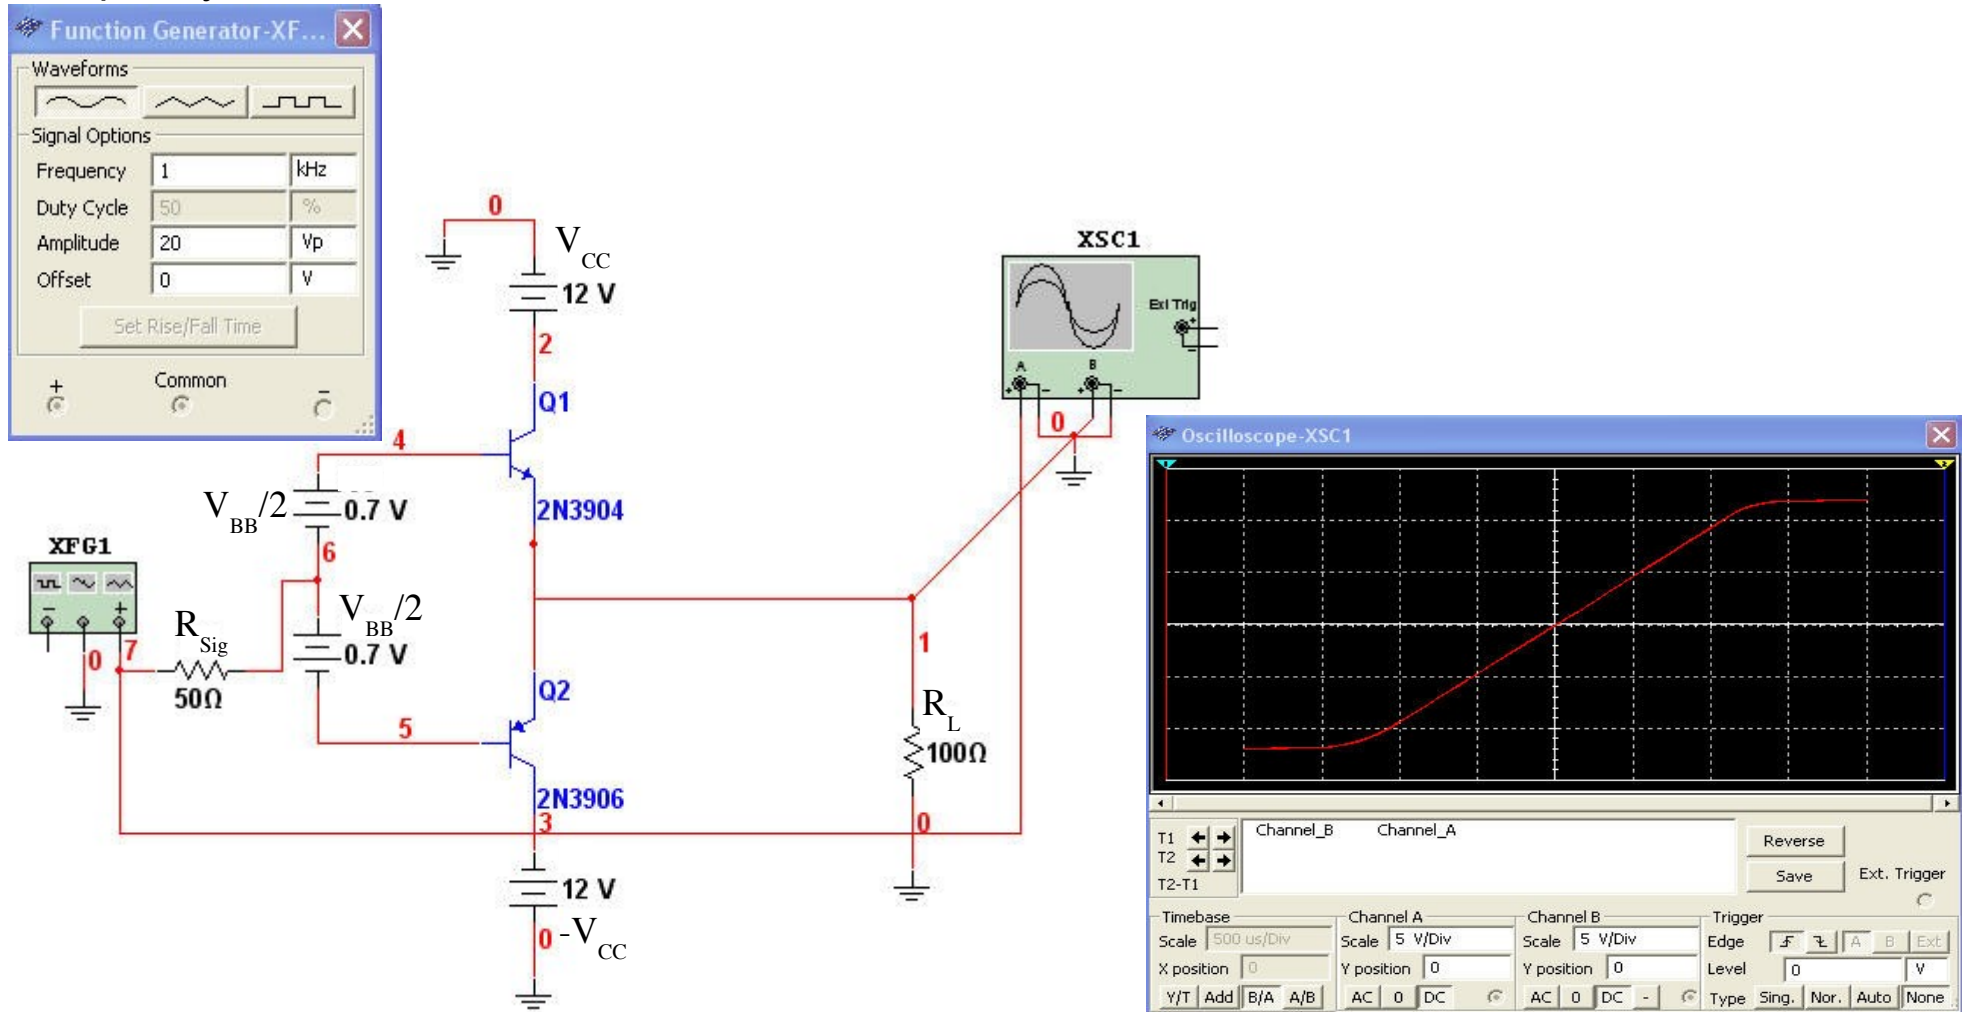 Function Generator-XF...
Waveforms
Signal Options
Frequency 1 kHz
Duty Cycle 50 %
Amplitude 20 Vp
Offset 0 V
Set Rise/Fall Time
+ Common -
0
VCC
12 V
2
Q1
4
2N3904
VBB/2
0.7 V
6
XFG1
VBB/2
0.7 V
RSig
7
0
50Ω
Q2
5
2N3906
3
12 V
0
-VCC
1
RL
100Ω
0
XSC1
Ext Trig
A B
0
Oscilloscope-XSC1
T1
T2
T2-T1
Channel_B Channel_A
Reverse
Save
Ext. Trigger
Timebase
Scale 500 us/Div
X position 0
Y/T Add B/A A/B
Channel A
Scale 5 V/Div
Y position 0
AC 0 DC
Channel B
Scale 5 V/Div
Y position 0
AC 0 DC -
Trigger
Edge A B Ext
Level 0 V
Type Sing. Nor. Auto None